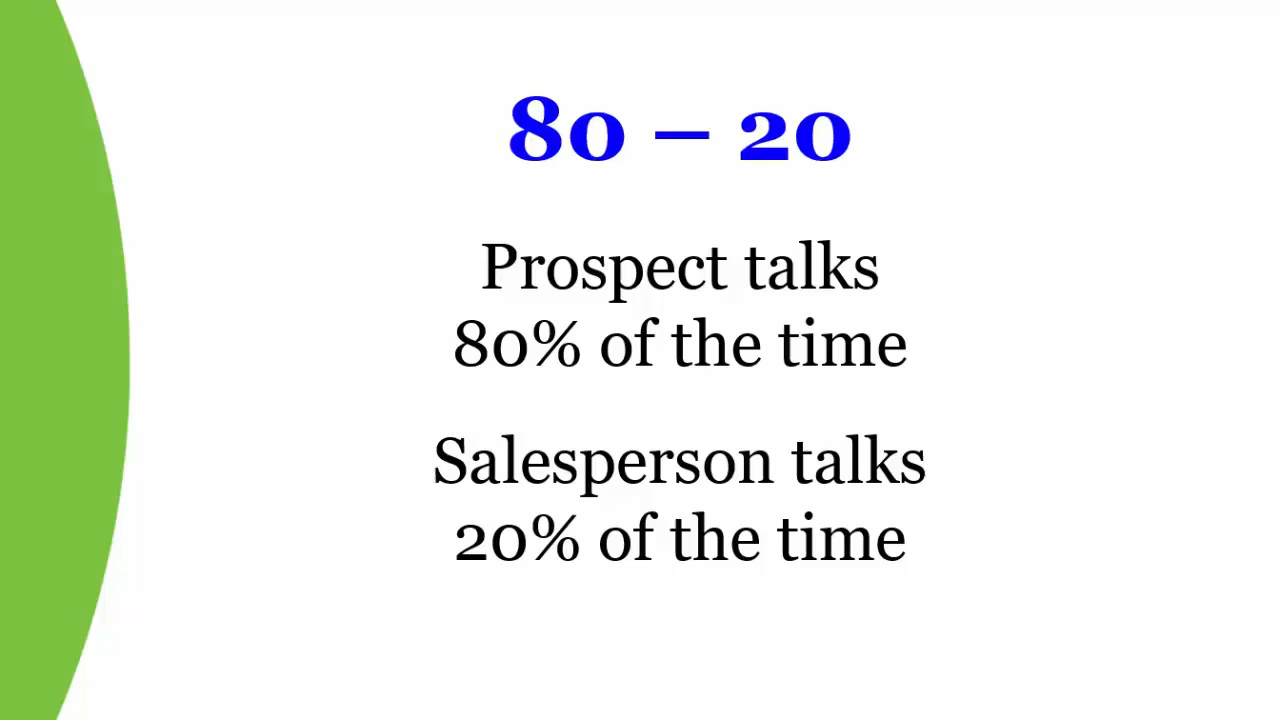 80 – 20
Prospect talks
80% of the time
Salesperson talks
20% of the time